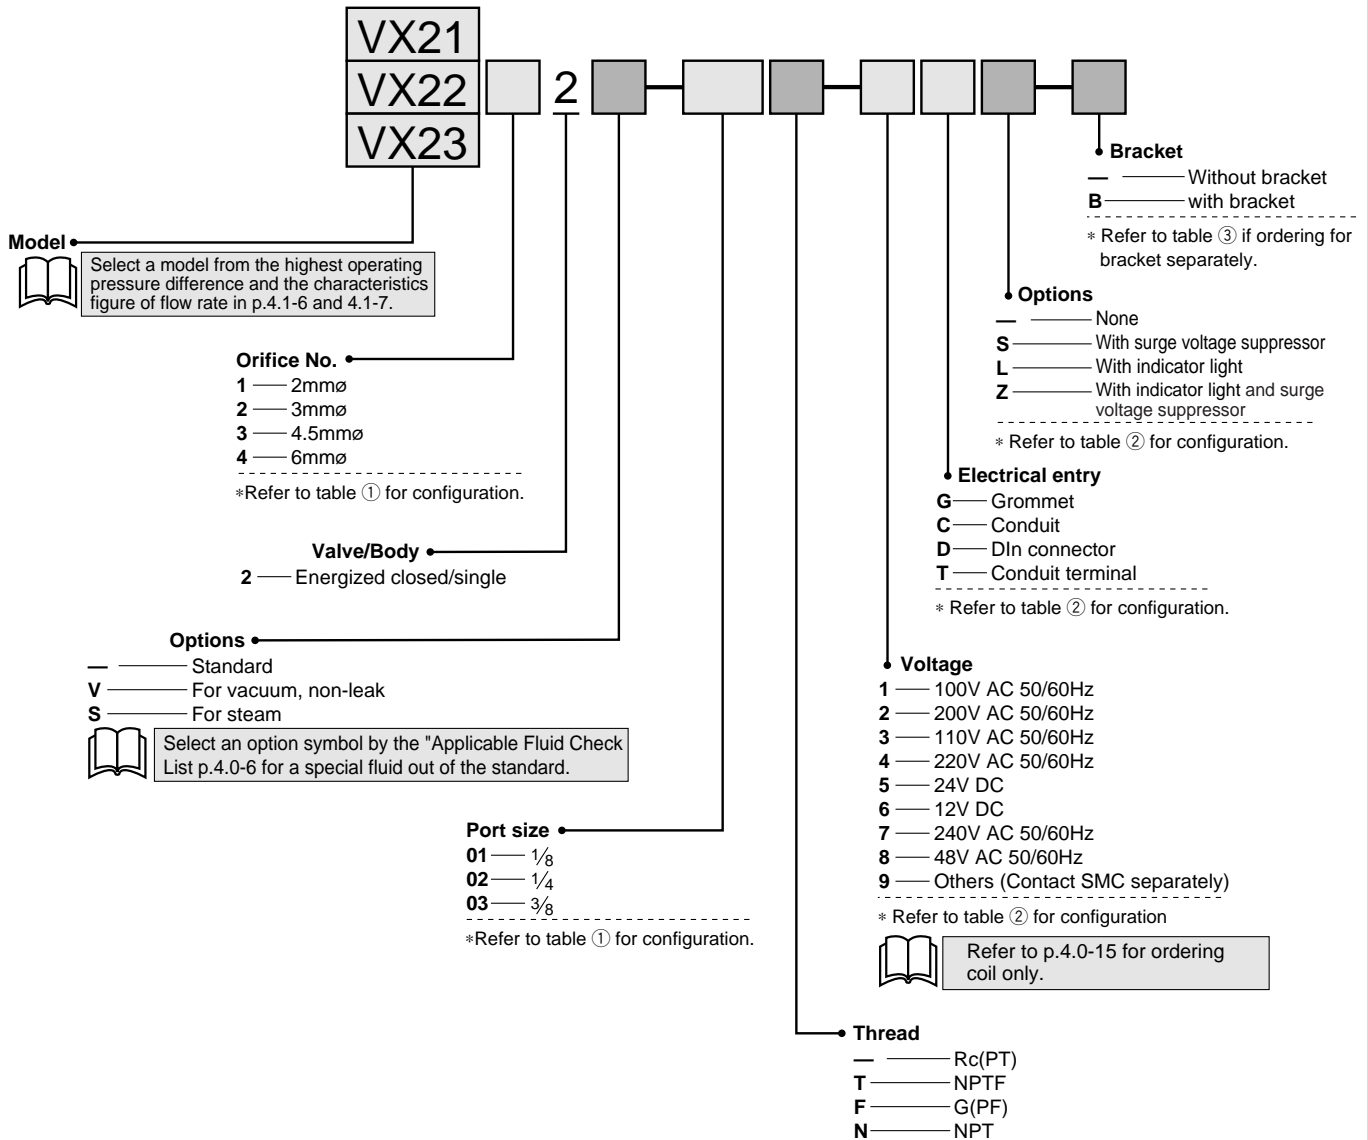 VX21
VX22
VX23
2
Bracket
— Without bracket
B with bracket
* Refer to table ③ if ordering for
bracket separately.
Model
Select a model from the highest operating
pressure difference and the characteristics
figure of flow rate in p.4.1-6 and 4.1-7.
Options
— None
S With surge voltage suppressor
L With indicator light
Z With indicator light and surge
voltage suppressor
* Refer to table ② for configuration.
Orifice No.
1 2mmø
2 3mmø
3 4.5mmø
4 6mmø
*Refer to table ① for configuration.
Electrical entry
G Grommet
C Conduit
D DIn connector
T Conduit terminal
* Refer to table ② for configuration.
Valve/Body
2 Energized closed/single
Options
— Standard
V For vacuum, non-leak
S For steam
Select an option symbol by the "Applicable Fluid Check
List p.4.0-6 for a special fluid out of the standard.
Voltage
1 100V AC 50/60Hz
2 200V AC 50/60Hz
3 110V AC 50/60Hz
4 220V AC 50/60Hz
5 24V DC
6 12V DC
7 240V AC 50/60Hz
8 48V AC 50/60Hz
9 Others (Contact SMC separately)
* Refer to table ② for configuration
Refer to p.4.0-15 for ordering
coil only.
Port size
01 1/8
02 1/4
03 3/8
*Refer to table ① for configuration.
Thread
— Rc(PT)
T NPTF
F G(PF)
N NPT